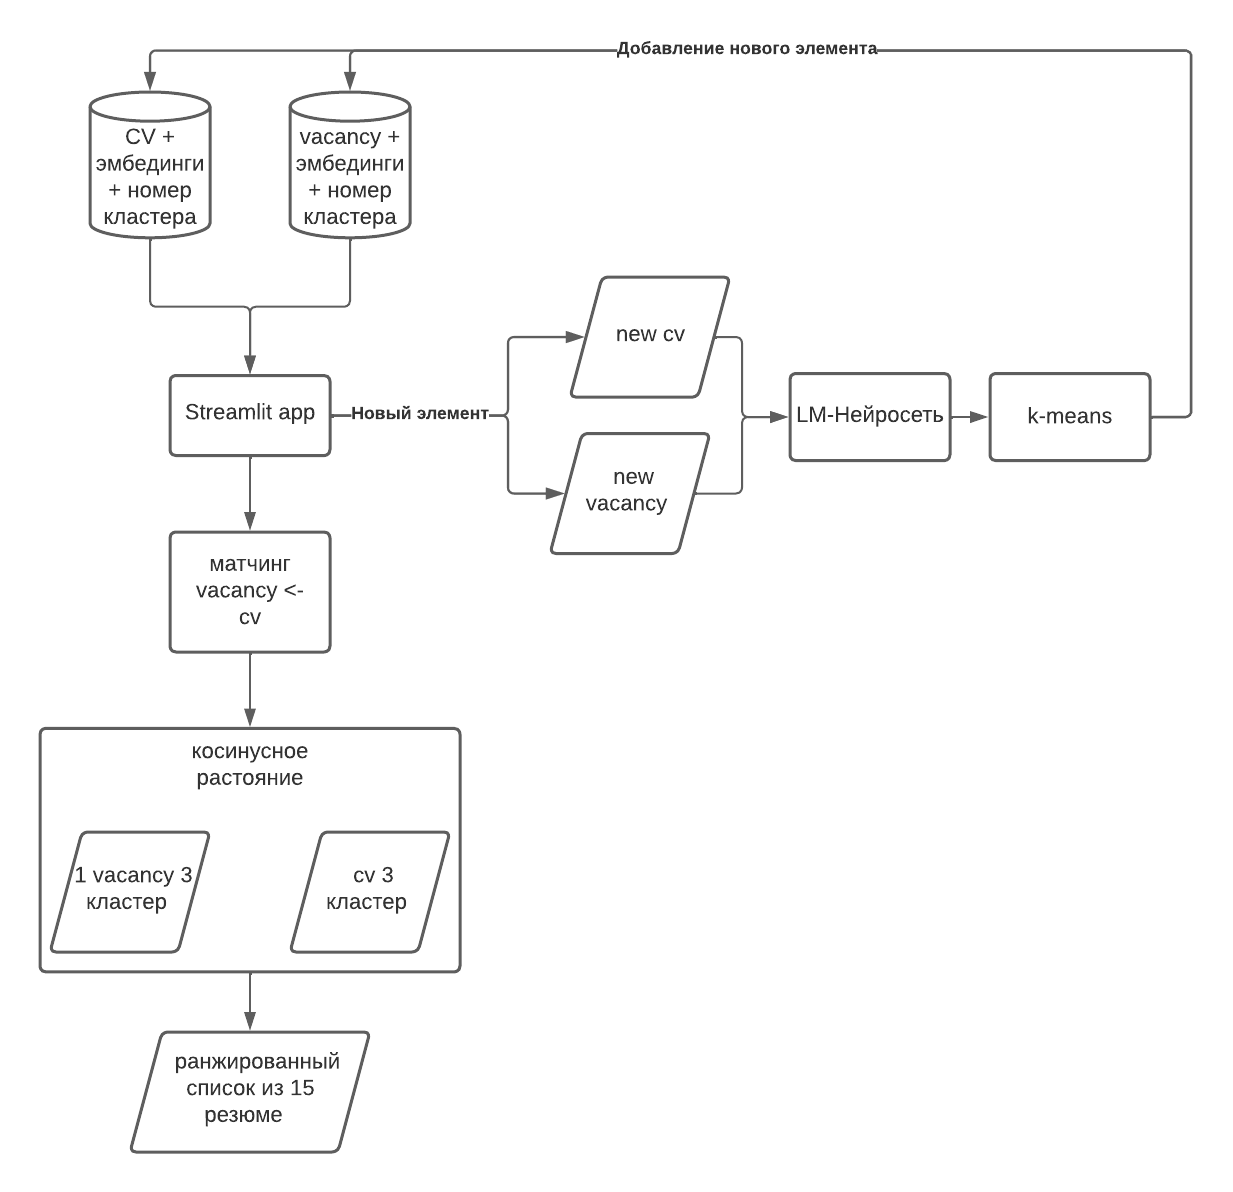 Добавление нового элемента
CV +
эмбединги
+ номер
кластера
vacancy +
эмбединги
+ номер
кластера
new cv
Streamlit app
Новый элемент
LM-Нейросеть
k-means
new
vacancy
матчинг
vacancy <-
cv
косинусное
растояние
1 vacancy 3
кластер
cv 3
кластер
ранжированный
список из 15
резюме